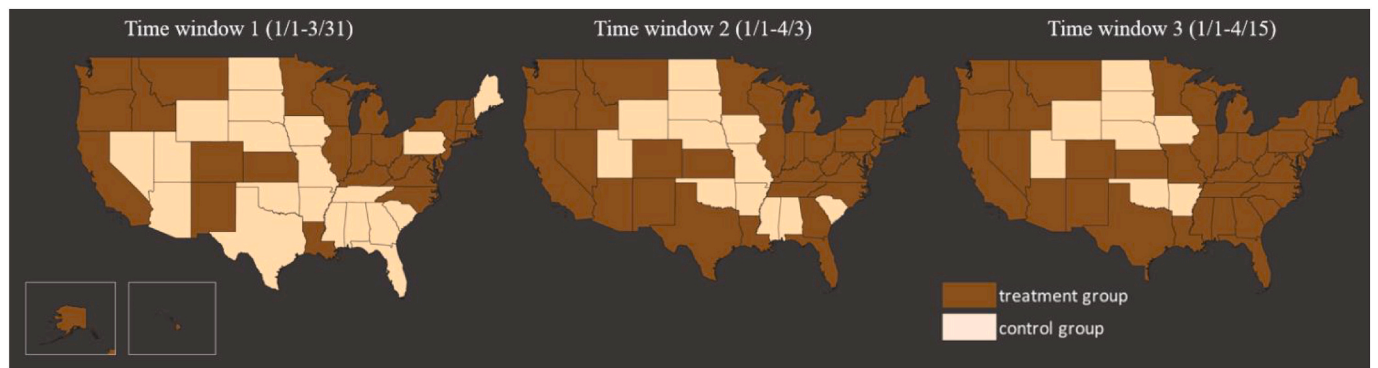 Time window 1 (1/1-3/31)
Time window 2 (1/1-4/3)
Time window 3 (1/1-4/15)
treatment group
control group